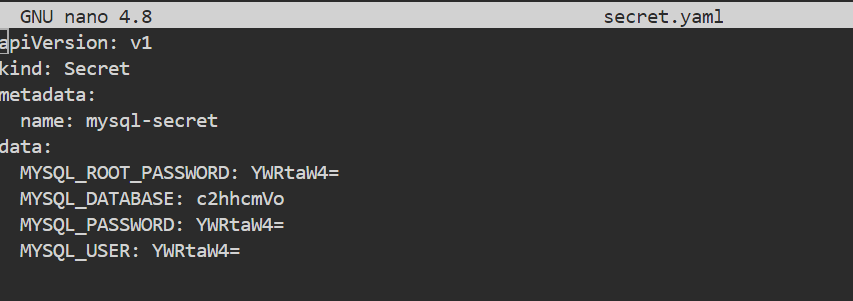 GNU nano 4.8 secret.yaml
apiVersion: v1
kind: Secret
metadata:
  name: mysql-secret
data:
  MYSQL_ROOT_PASSWORD: YWRtaW4=
  MYSQL_DATABASE: c2hhcmVo
  MYSQL_PASSWORD: YWRtaW4=
  MYSQL_USER: YWRtaW4=